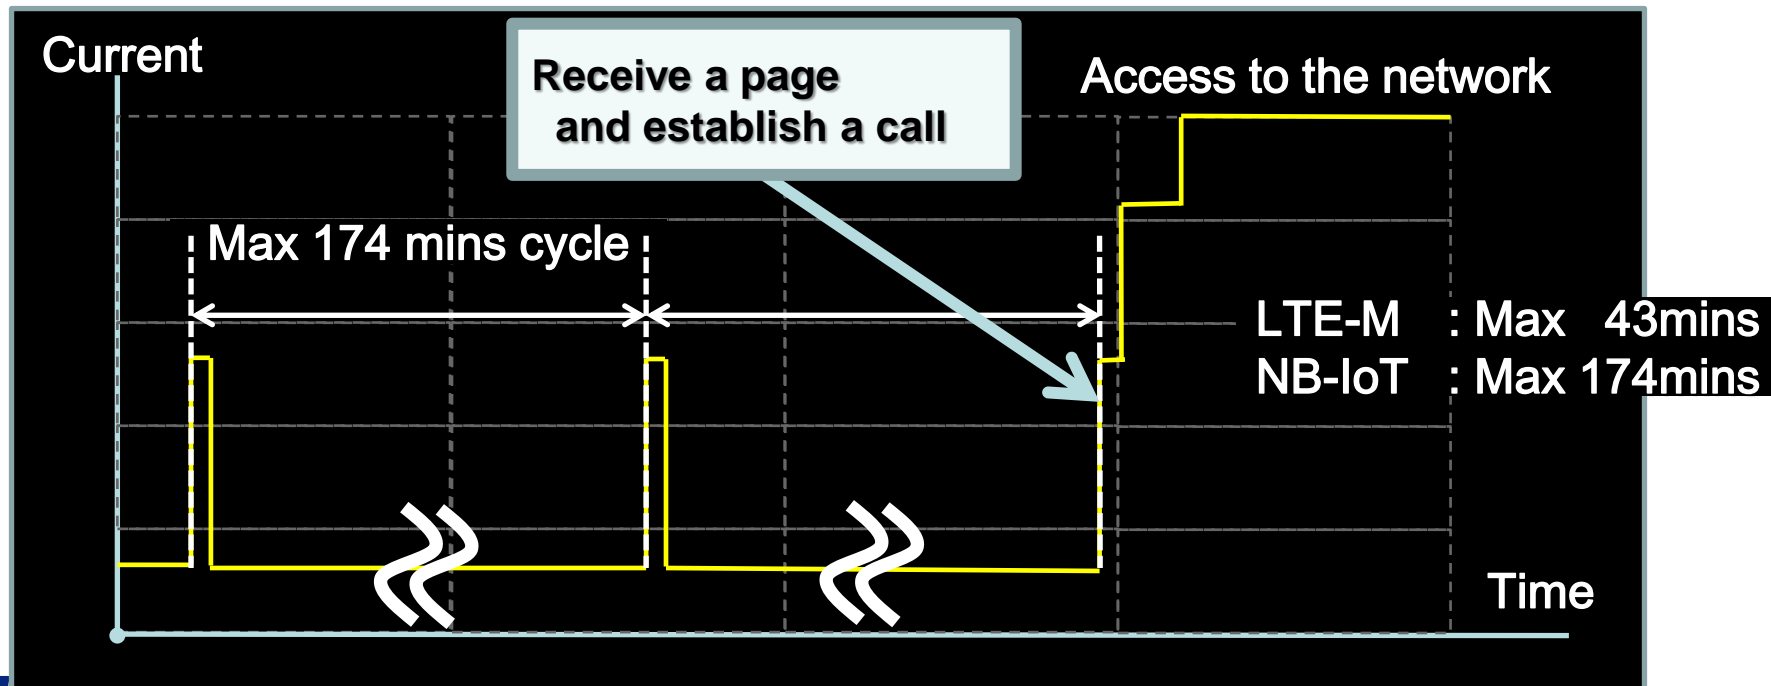 Current
Receive a page
and establish a call
Access to the network
Max 174 mins cycle
LTE-M : Max 43mins
NB-IoT : Max 174mins
Time